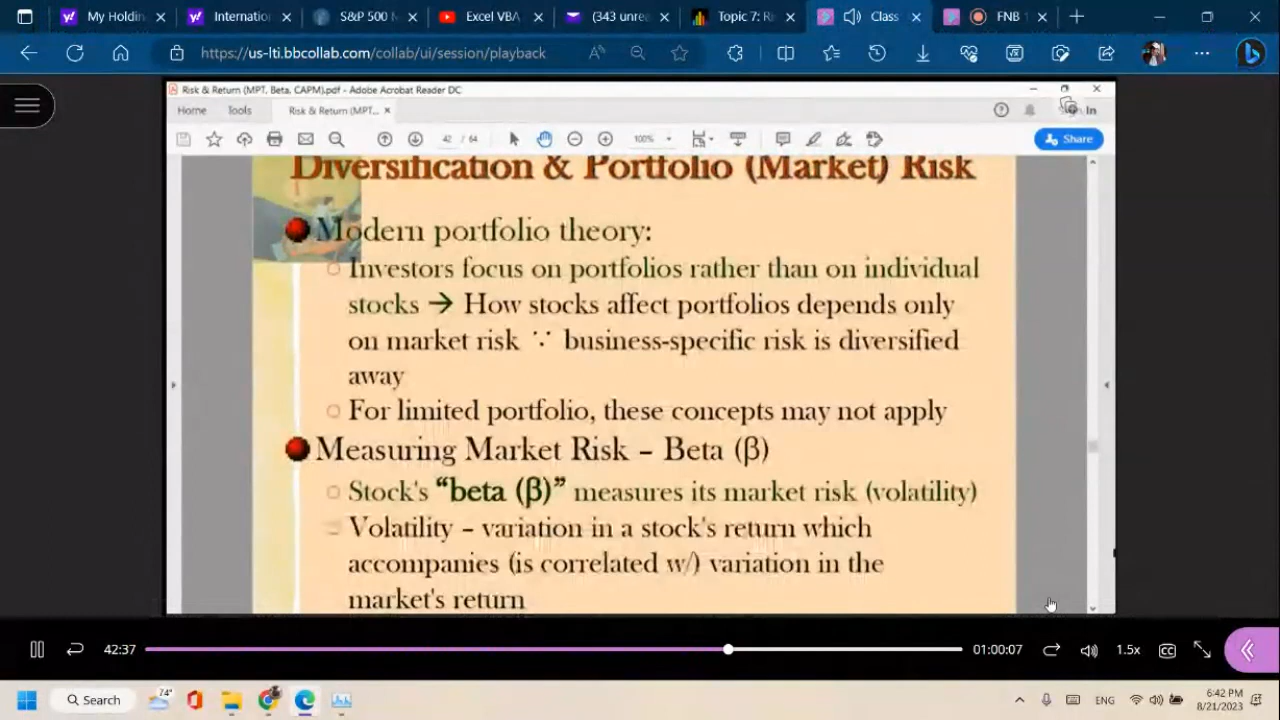 My Holdin
Internatio
S&P 500 M
Excel VBA
(343 unrea
Topic 7: Ri
Class
FNB 1
https://us-lti.bbcollab.com/collab/ui/session/playback
Risk & Return (MPT, Beta, CAPM).pdf - Adobe Acrobat Reader DC
Home Tools Risk & Return (MPT... In
42 / 64 100% Share
Diversification & Portfolio (Market) Risk
Modern portfolio theory:
Investors focus on portfolios rather than on individual
stocks → How stocks affect portfolios depends only
on market risk ∵ business-specific risk is diversified
away
For limited portfolio, these concepts may not apply
Measuring Market Risk – Beta (β)
Stock's “beta (β)” measures its market risk (volatility)
Volatility – variation in a stock's return which
accompanies (is correlated w/) variation in the
market's return
42:37 01:00:07 1.5x CC
74°
Search
ENG
6:42 PM
8/21/2023